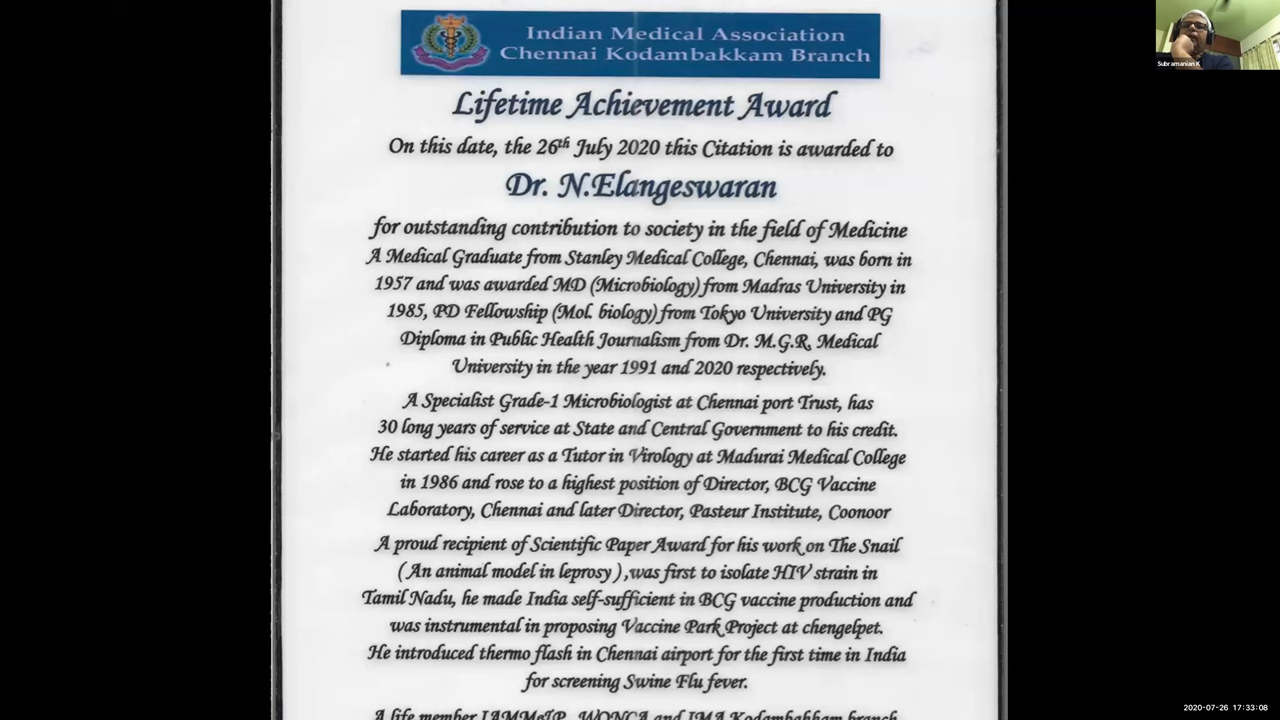 Indian Medical Association
Chennai Kodambakkam Branch
Lifetime Achievement Award
On this date, the 26th July 2020 this Citation is awarded to
Dr. N.Elangeswaran
for outstanding contribution to society in the field of Medicine
A Medical Graduate from Stanley Medical College, Chennai, was born in
1957 and was awarded MD (Microbiology) from Madras University in
1985, PD Fellowship (Mol. biology) from Tokyo University and PG
Diploma in Public Health Journalism from Dr. M.G.R. Medical
University in the year 1991 and 2020 respectively.
A Specialist Grade-1 Microbiologist at Chennai port Trust, has
30 long years of service at State and Central Government to his credit.
He started his career as a Tutor in Virology at Madurai Medical College
in 1986 and rose to a highest position of Director, BCG Vaccine
Laboratory, Chennai and later Director, Pasteur Institute, Coonoor
A proud recipient of Scientific Paper Award for his work on The Snail
( An animal model in leprosy ) ,was first to isolate HIV strain in
Tamil Nadu, he made India self-sufficient in BCG vaccine production and
was instrumental in proposing Vaccine Park Project at chengelpet.
He introduced thermo flash in Chennai airport for the first time in India
for screening Swine Flu fever.
A life member IAMMeIP, WONCA and IMA Kodambakkam branch
Subramanian K
2020-07-26 17:33:08